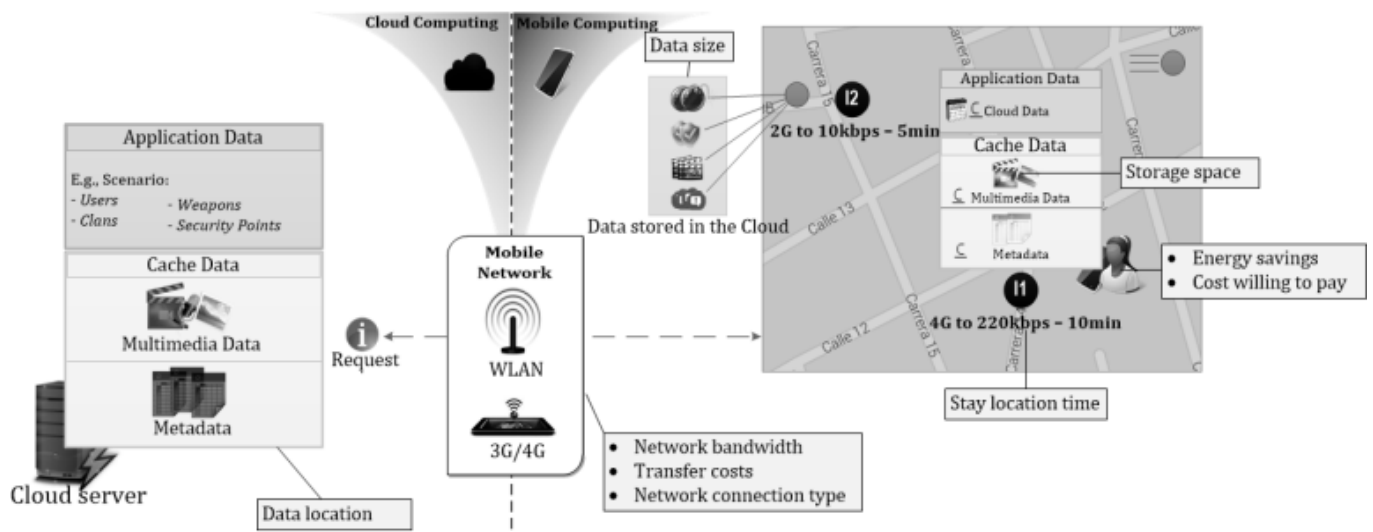 Cloud Computing
Mobile Computing
Application Data
E.g., Scenario:
- Users
- Clans
- Weapons
- Security Points
Cache Data
Multimedia Data
Metadata
Cloud server
Data location
Request
Mobile
Network
WLAN
3G/4G
• Network bandwidth
• Transfer costs
• Network connection type
Data size
Data stored in the Cloud
Carrera 15
Calle
I2
2G to 10kbps – 5min
Application Data
C Cloud Data
Cache Data
C Multimedia Data
C Metadata
Storage space
Calle 13
• Energy savings
• Cost willing to pay
I1
4G to 220kbps – 10min
Calle 12
Carrera 15
Carrera
Stay location time